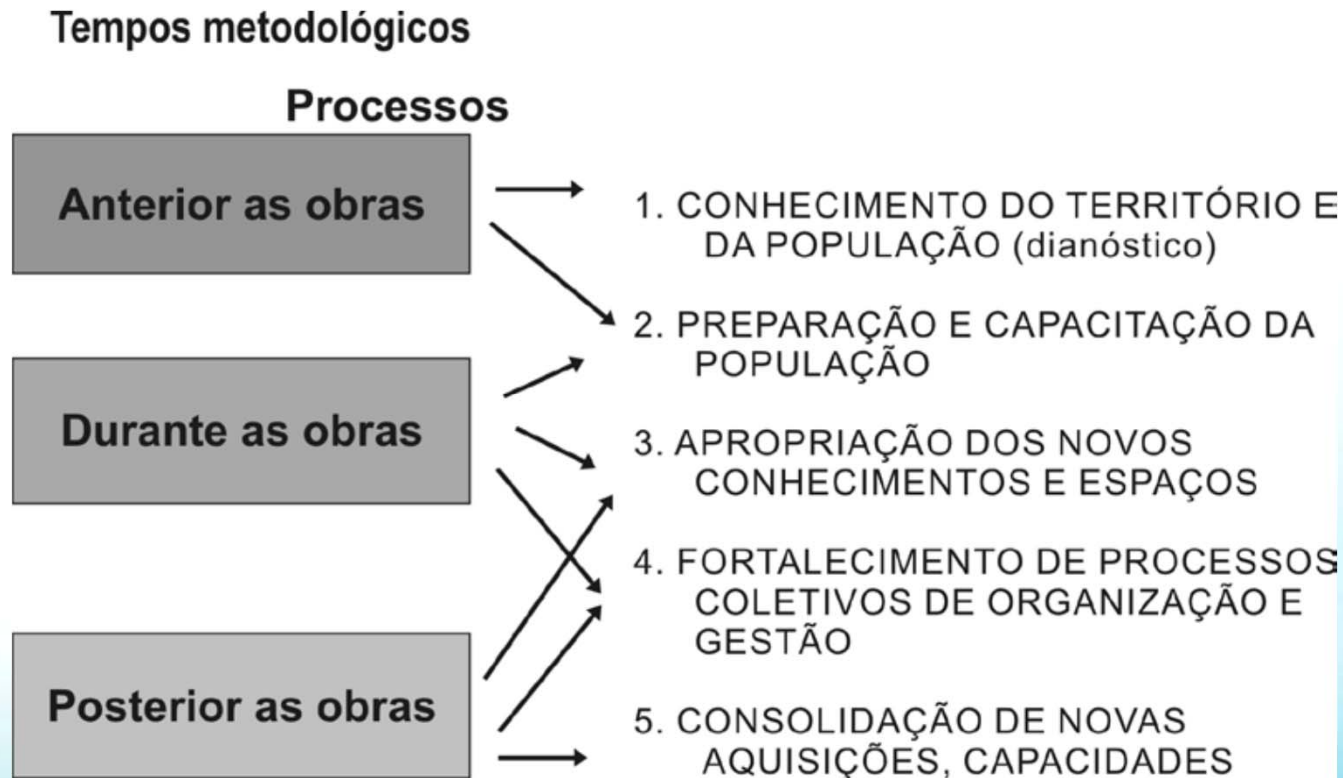 Tempos metodológicos
Processos
Anterior as obras
1. CONHECIMENTO DO TERRITÓRIO E
DA POPULAÇÃO (dianóstico)
2. PREPARAÇÃO E CAPACITAÇÃO DA
POPULAÇÃO
Durante as obras
3. APROPRIAÇÃO DOS NOVOS
CONHECIMENTOS E ESPAÇOS
4. FORTALECIMENTO DE PROCESSOS
COLETIVOS DE ORGANIZAÇÃO E
GESTÃO
Posterior as obras
5. CONSOLIDAÇÃO DE NOVAS
AQUISIÇÕES, CAPACIDADES